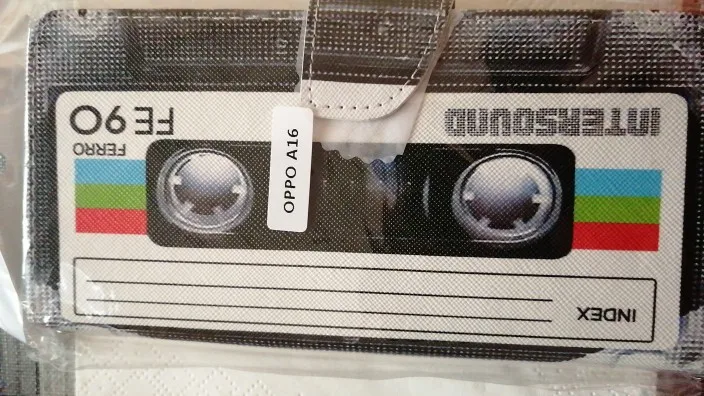 INDEX
OPPO A16
FERRO
INTERSOUND
FE 90